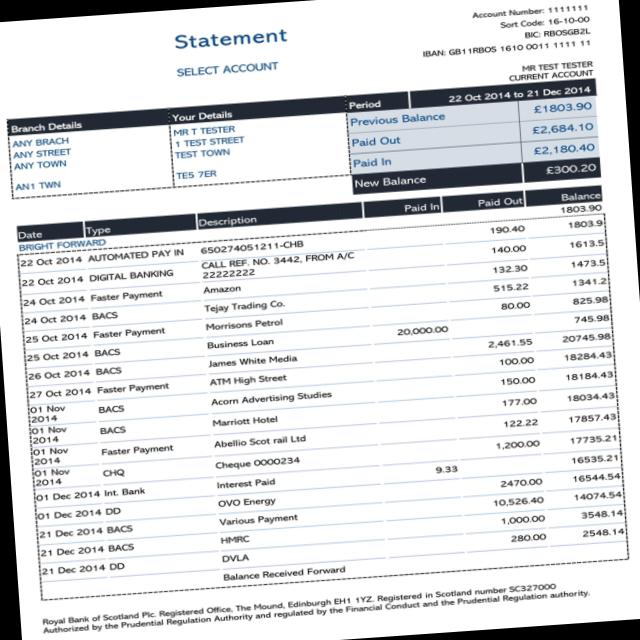 Statement
SELECT ACCOUNT
Account Number: 1111111
Sort Code: 16-10-00
BIC: RBOSGB2L
IBAN: GB11RBOS 1610 0011 1111 11
MR TEST TESTER
CURRENT ACCOUNT
Branch Details
ANY BRACH
ANY STREET
ANY TOWN
AN1 TWN
Your Details
MR T TESTER
1 TEST STREET
TEST TOWN
TE5 7ER
Period 22 Oct 2014 to 21 Dec 2014
Previous Balance £1803.90
Paid Out £2,684.10
Paid In £2,180.40
New Balance £300.20
Date Type Description Paid In Paid Out Balance
BRIGHT FORWARD 1803.90
22 Oct 2014 AUTOMATED PAY IN 650274051211-CHB 190.40 1803.9
22 Oct 2014 DIGITAL BANKING CALL REF. NO. 3442, FROM A/C 140.00 1613.5
22222222
24 Oct 2014 Faster Payment Amazon 132.30 1473.5
24 Oct 2014 BACS Tejay Trading Co. 515.22 1341.2
25 Oct 2014 Faster Payment Morrisons Petrol 80.00 825.98
25 Oct 2014 BACS Business Loan 20,000.00 745.98
26 Oct 2014 BACS James White Media 2,461.55 20745.98
27 Oct 2014 Faster Payment ATM High Street 100.00 18284.43
01 Nov BACS Acorn Advertising Studies 150.00 18184.43
2014
01 Nov BACS Marriott Hotel 177.00 18034.43
2014
01 Nov Faster Payment Abellio Scot rail Ltd 122.22 17857.43
2014
01 Nov CHQ Cheque 0000234 1,200.00 17735.21
2014
01 Dec 2014 Int. Bank Interest Paid 9.33 16535.21
01 Dec 2014 DD OVO Energy 2470.00 16544.54
21 Dec 2014 BACS Various Payment 10,526.40 14074.54
21 Dec 2014 BACS HMRC 1,000.00 3548.14
21 Dec 2014 DD DVLA 280.00 2548.14
Balance Received Forward
Royal Bank of Scotland Plc. Registered Office, The Mound, Edinburgh EH1 1YZ. Registered in Scotland number SC327000
Authorized by the Prudential Regulation Authority and regulated by the Financial Conduct and the Prudential Regulation authority.